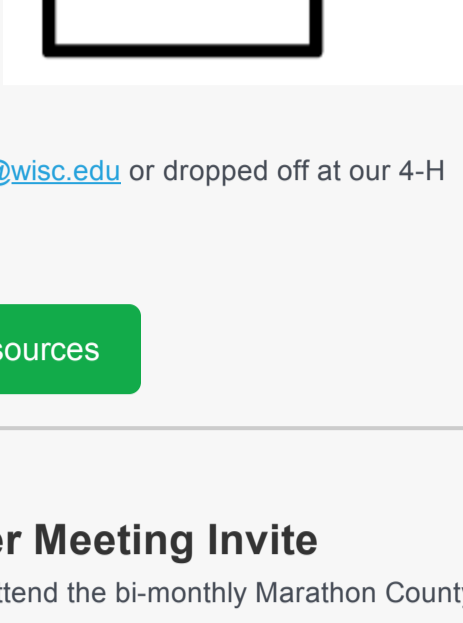 @wisc.edu or dropped off at our 4-H
sources
er Meeting Invite
ttend the bi-monthly Marathon County